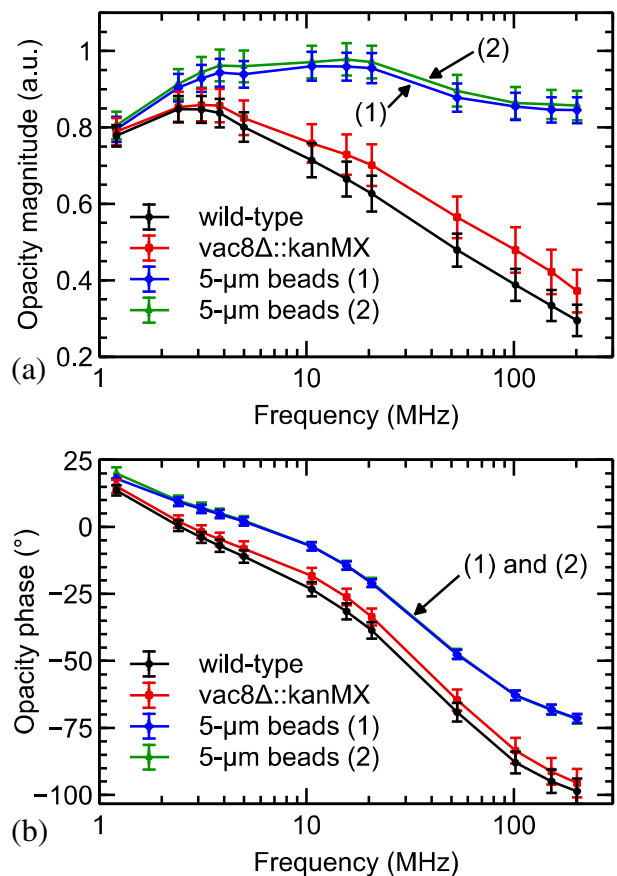 1
0.8
0.6
0.4
0.2
Opacity magnitude (a.u.)
(2)
(1)
wild-type
vac8Δ::kanMX
5-μm beads (1)
5-μm beads (2)
(a)
1
10
100
Frequency (MHz)
25
0
−25
−50
−75
−100
Opacity phase (°)
(1) and (2)
wild-type
vac8Δ::kanMX
5-μm beads (1)
5-μm beads (2)
(b)
1
10
100
Frequency (MHz)